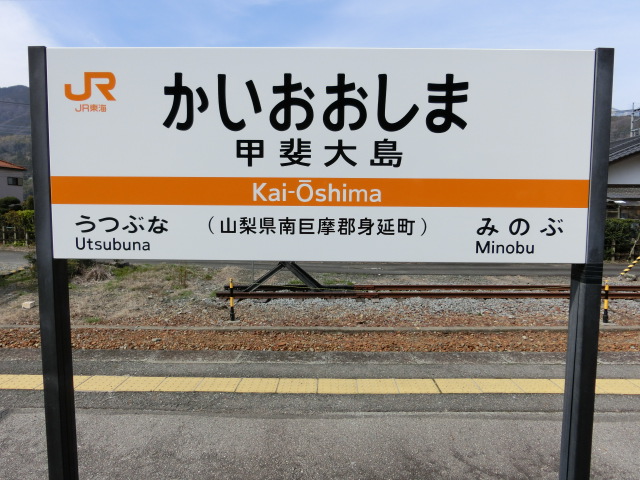 JR
JR東海
かいおおしま
甲斐大島
Kai-Ōshima
うつぶな
Utsubuna
（山梨県南巨摩郡身延町）
みのぶ
Minobu